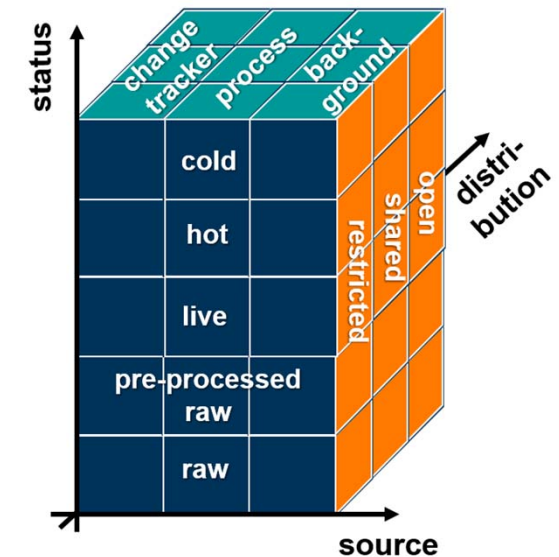 status
change
tracker
process
back-
ground
cold
hot
live
pre-processed
raw
raw
restricted
shared
open
distri-
bution
source